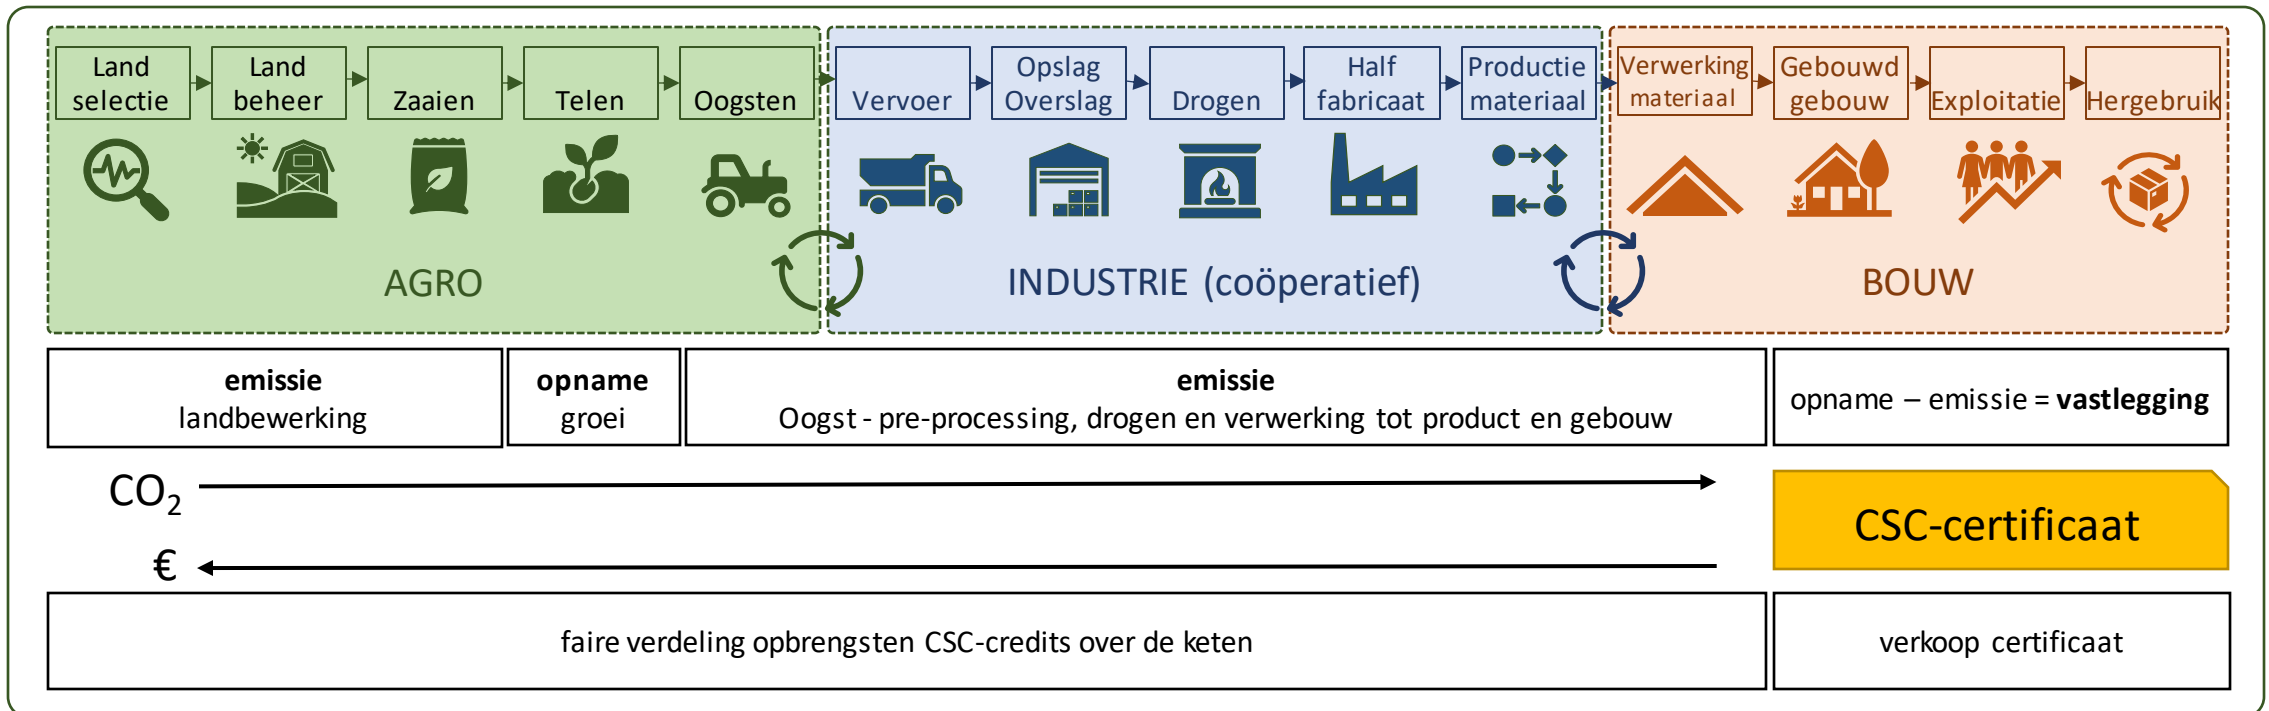 Land
selectie
Land
beheer
Zaaien
Telen
Oogsten
Vervoer
Opslag
Overslag
Drogen
Half
fabricaat
Productie
materiaal
Verwerking
materiaal
Gebouwd
gebouw
Exploitatie
Hergebruik
AGRO
INDUSTRIE (coöperatief)
BOUW
emissie
landbewerking
opname
groei
emissie
Oogst - pre-processing, drogen en verwerking tot product en gebouw
opname – emissie = vastlegging
CO₂
CSC-certificaat
€
faire verdeling opbrengsten CSC-credits over de keten
verkoop certificaat